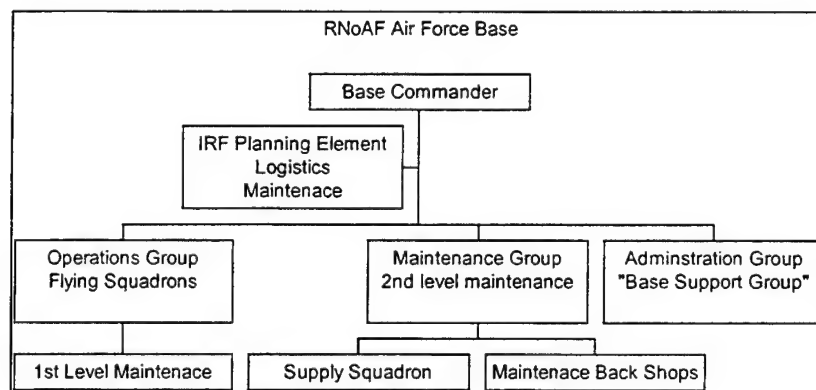 RNoAF Air Force Base
Base Commander
IRF Planning Element
Logistics
Maintenace
Operations Group
Flying Squadrons
Maintenance Group
2nd level maintenance
Adminstration Group
"Base Support Group"
1st Level Maintenace
Supply Squadron
Maintenace Back Shops